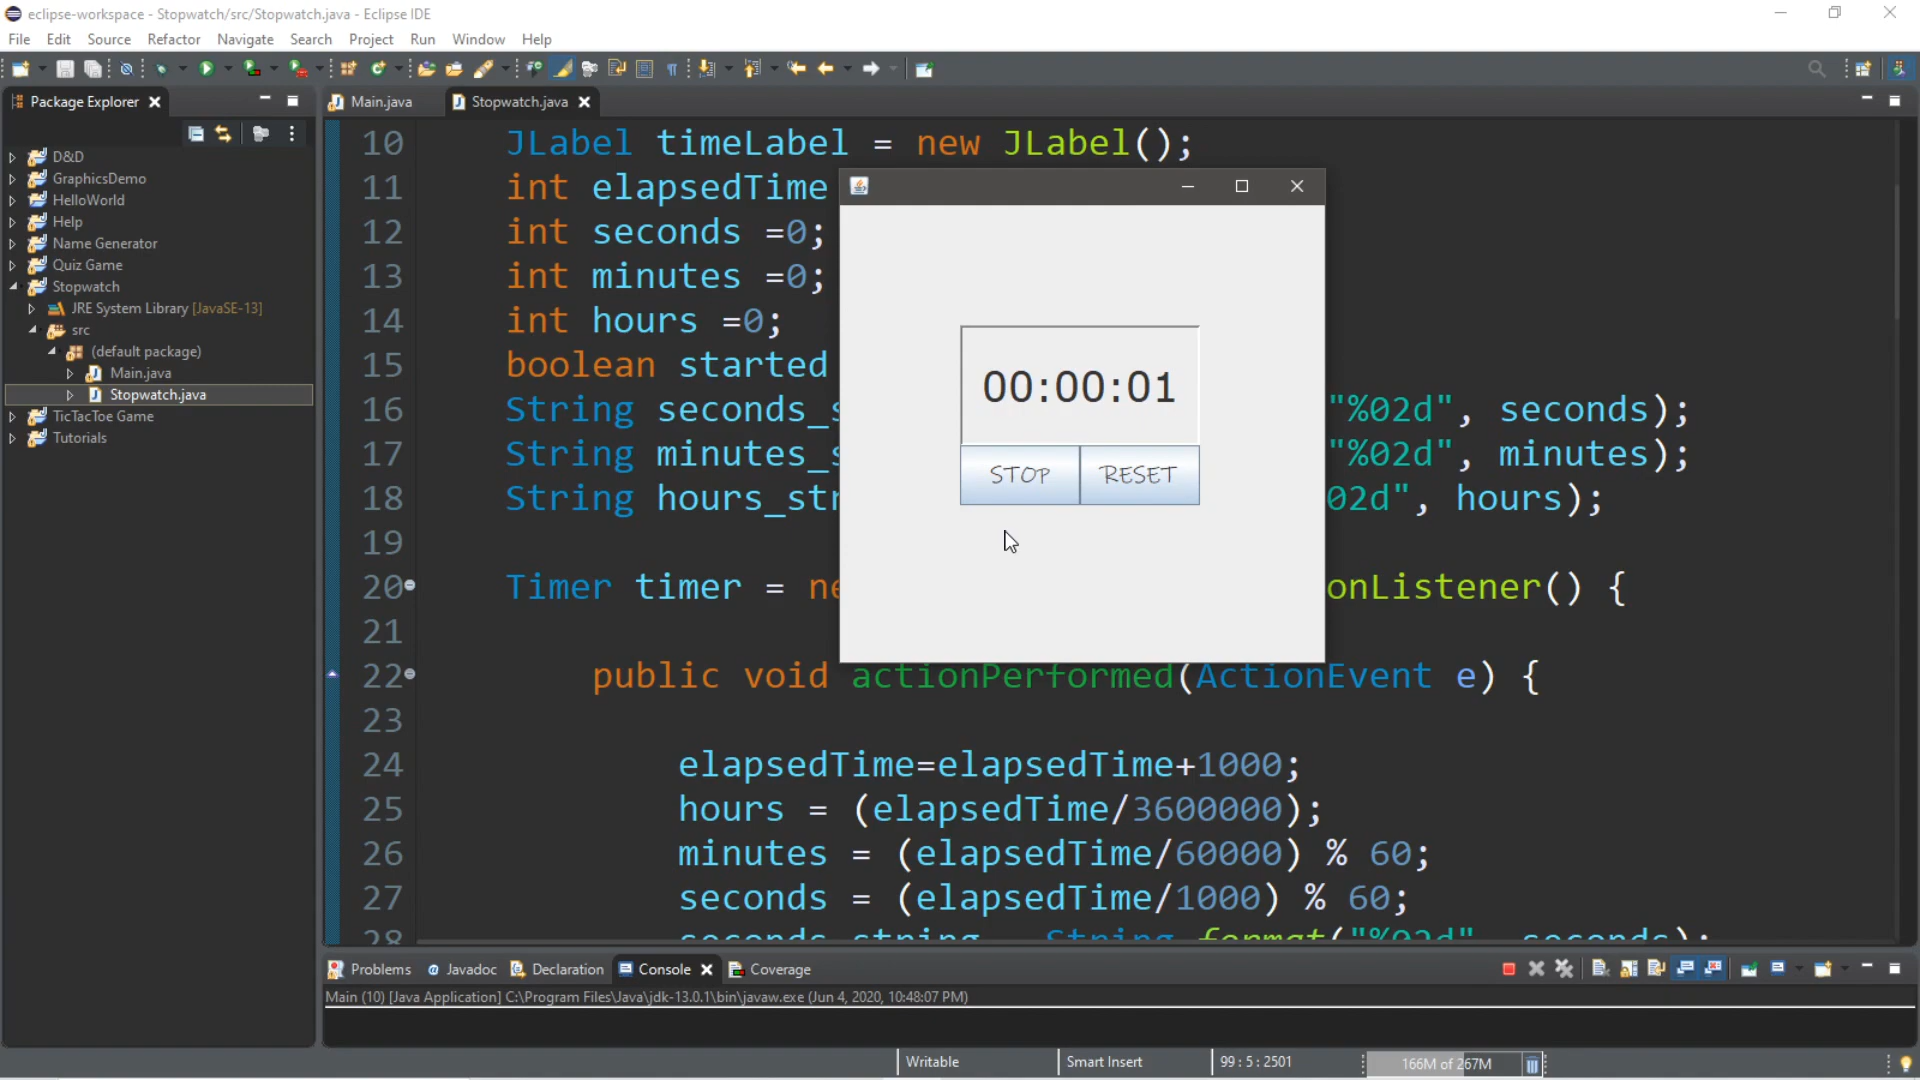 eclipse-workspace - Stopwatch/src/Stopwatch.java - Eclipse IDE
File Edit Source Refactor Navigate Search Project Run Window Help
Package Explorer
Main.java Stopwatch.java
D&D
GraphicsDemo
HelloWorld
Help
Name Generator
Quiz Game
Stopwatch
JRE System Library [JavaSE-13]
src
(default package)
Main.java
Stopwatch.java
TicTacToe Game
Tutorials
10 JLabel timeLabel = new JLabel();
11 int elapsedTime
12 int seconds =0;
13 int minutes =0;
14 int hours =0;
15 boolean started
16 String seconds_ "%02d", seconds);
17 String minutes_ "%02d", minutes);
18 String hours_str 02d", hours);
19
20 Timer timer = ne onListener() {
21
22 public void actionPerformed(ActionEvent e) {
23
24 elapsedTime=elapsedTime+1000;
25 hours = (elapsedTime/3600000);
26 minutes = (elapsedTime/60000) % 60;
27 seconds = (elapsedTime/1000) % 60;
28 seconds_string String format("%02d" seconds);
00:00:01
STOP RESET
Problems Javadoc Declaration Console Coverage
Main (10) [Java Application] C:\Program Files\Java\jdk-13.0.1\bin\javaw.exe (Jun 4, 2020, 10:48:07 PM)
Writable Smart Insert 99 : 5 : 2501 166M of 267M